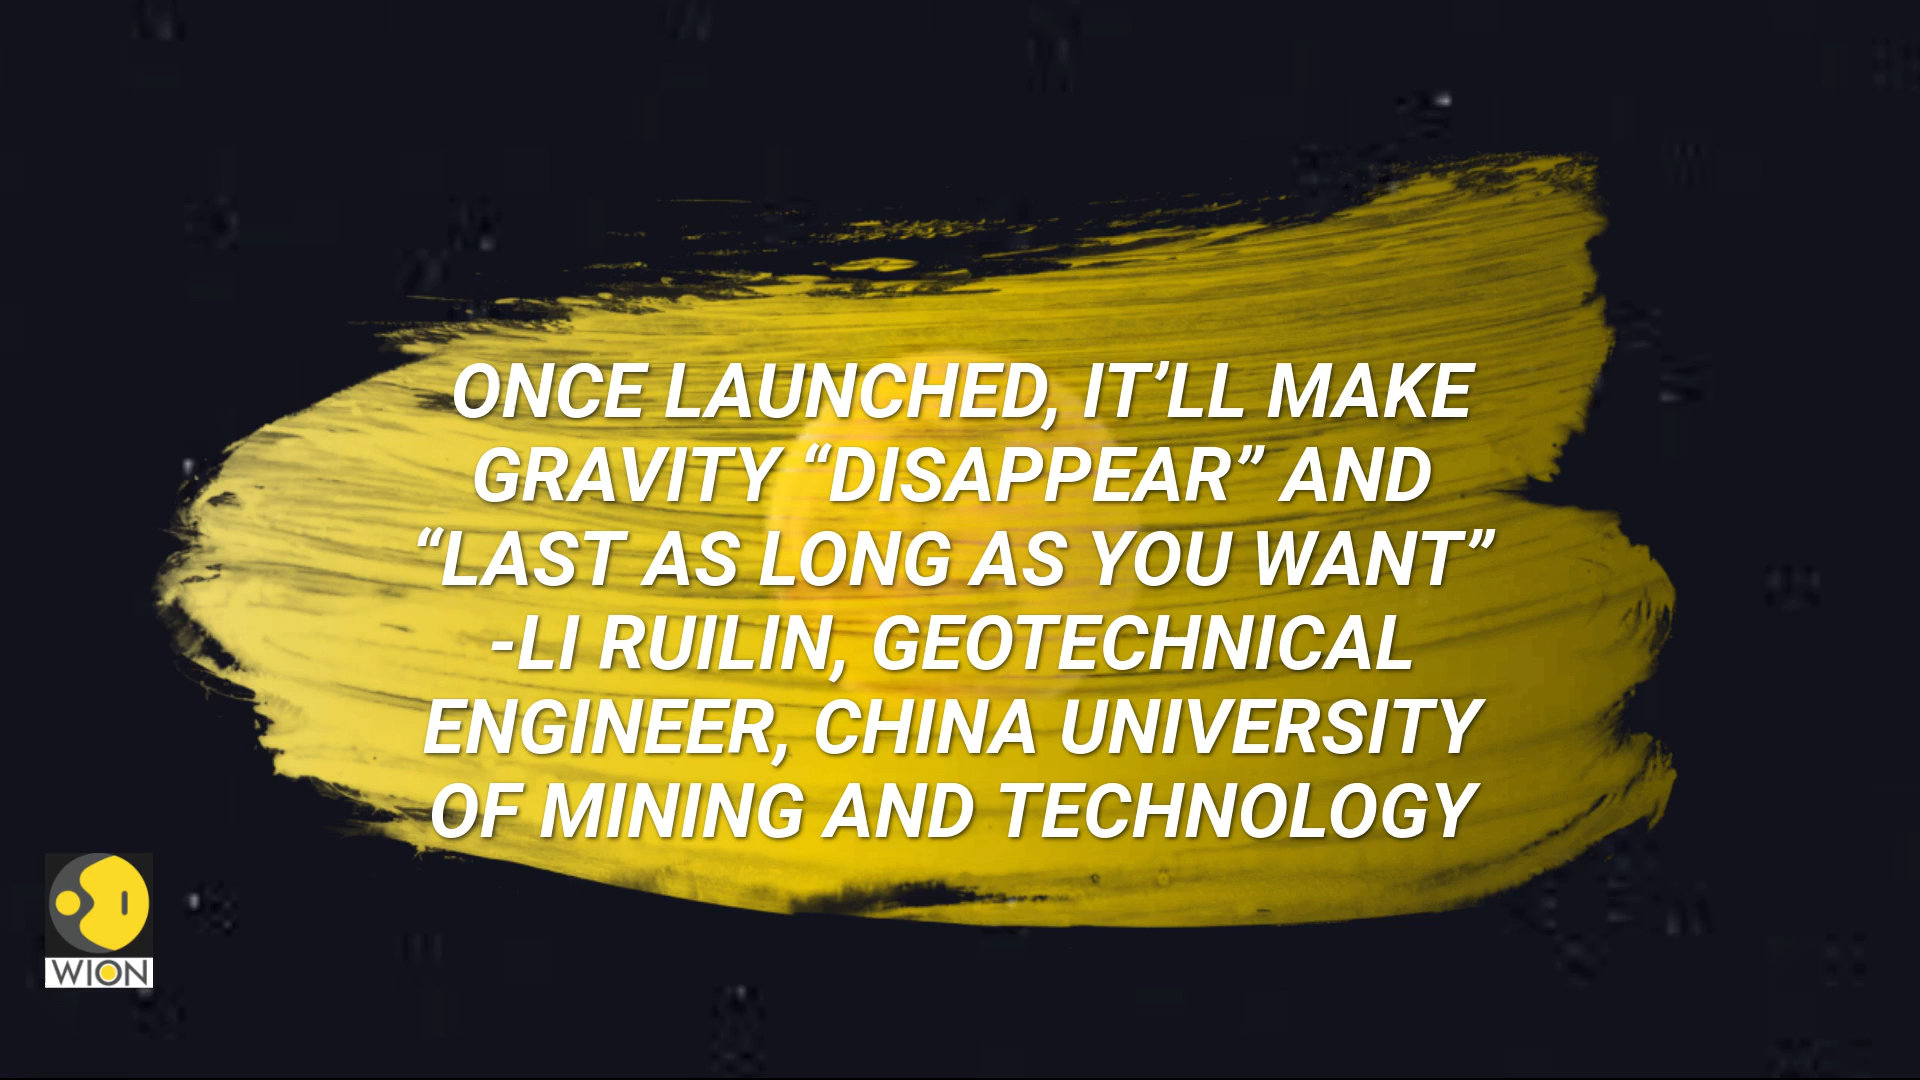 ONCE LAUNCHED, IT’LL MAKE
GRAVITY “DISAPPEAR” AND
“LAST AS LONG AS YOU WANT”
-LI RUILIN, GEOTECHNICAL
ENGINEER, CHINA UNIVERSITY
OF MINING AND TECHNOLOGY
WION